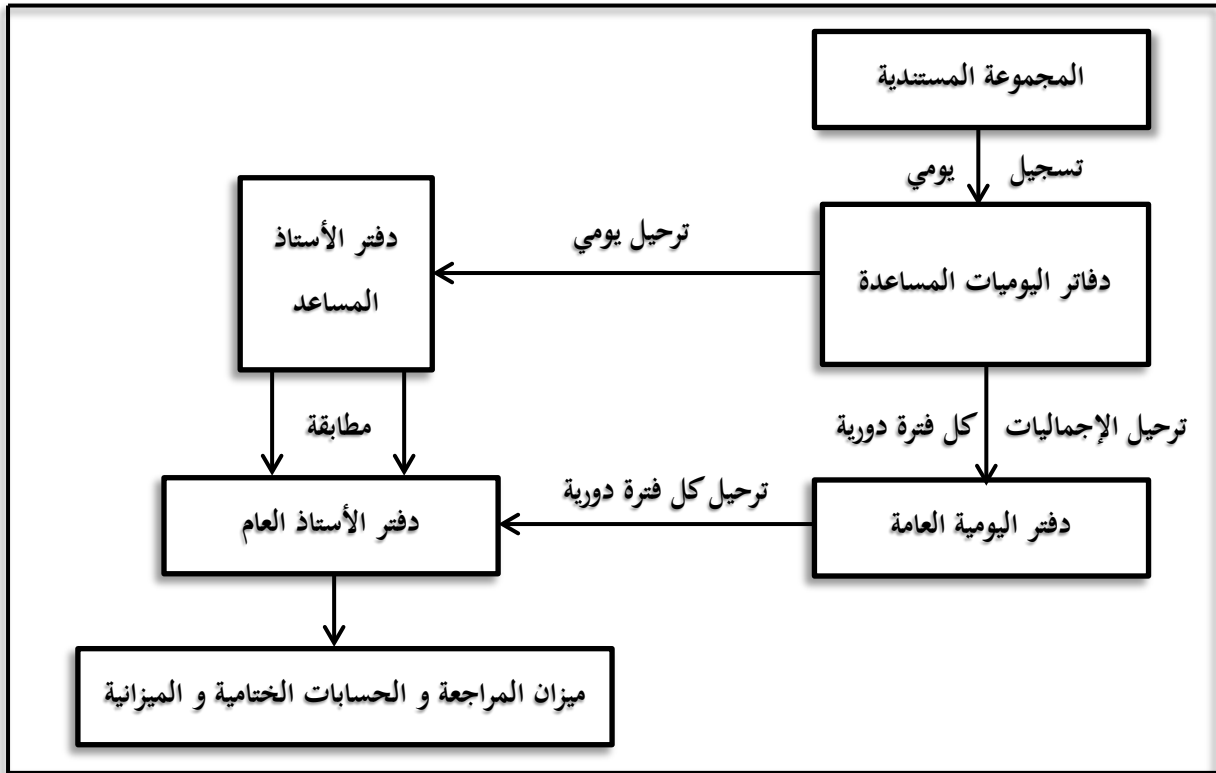 المجموعة المستندية
تسجيل يومي
دفاتر اليوميات المساعدة
ترحيل يومي
دفتر الأستاذ
المساعد
ترحيل الإجماليات كل فترة دورية
مطابقة
دفتر اليومية العامة
ترحيل كل فترة دورية
دفتر الأستاذ العام
ميزان المراجعة و الحسابات الختامية و الميزانية